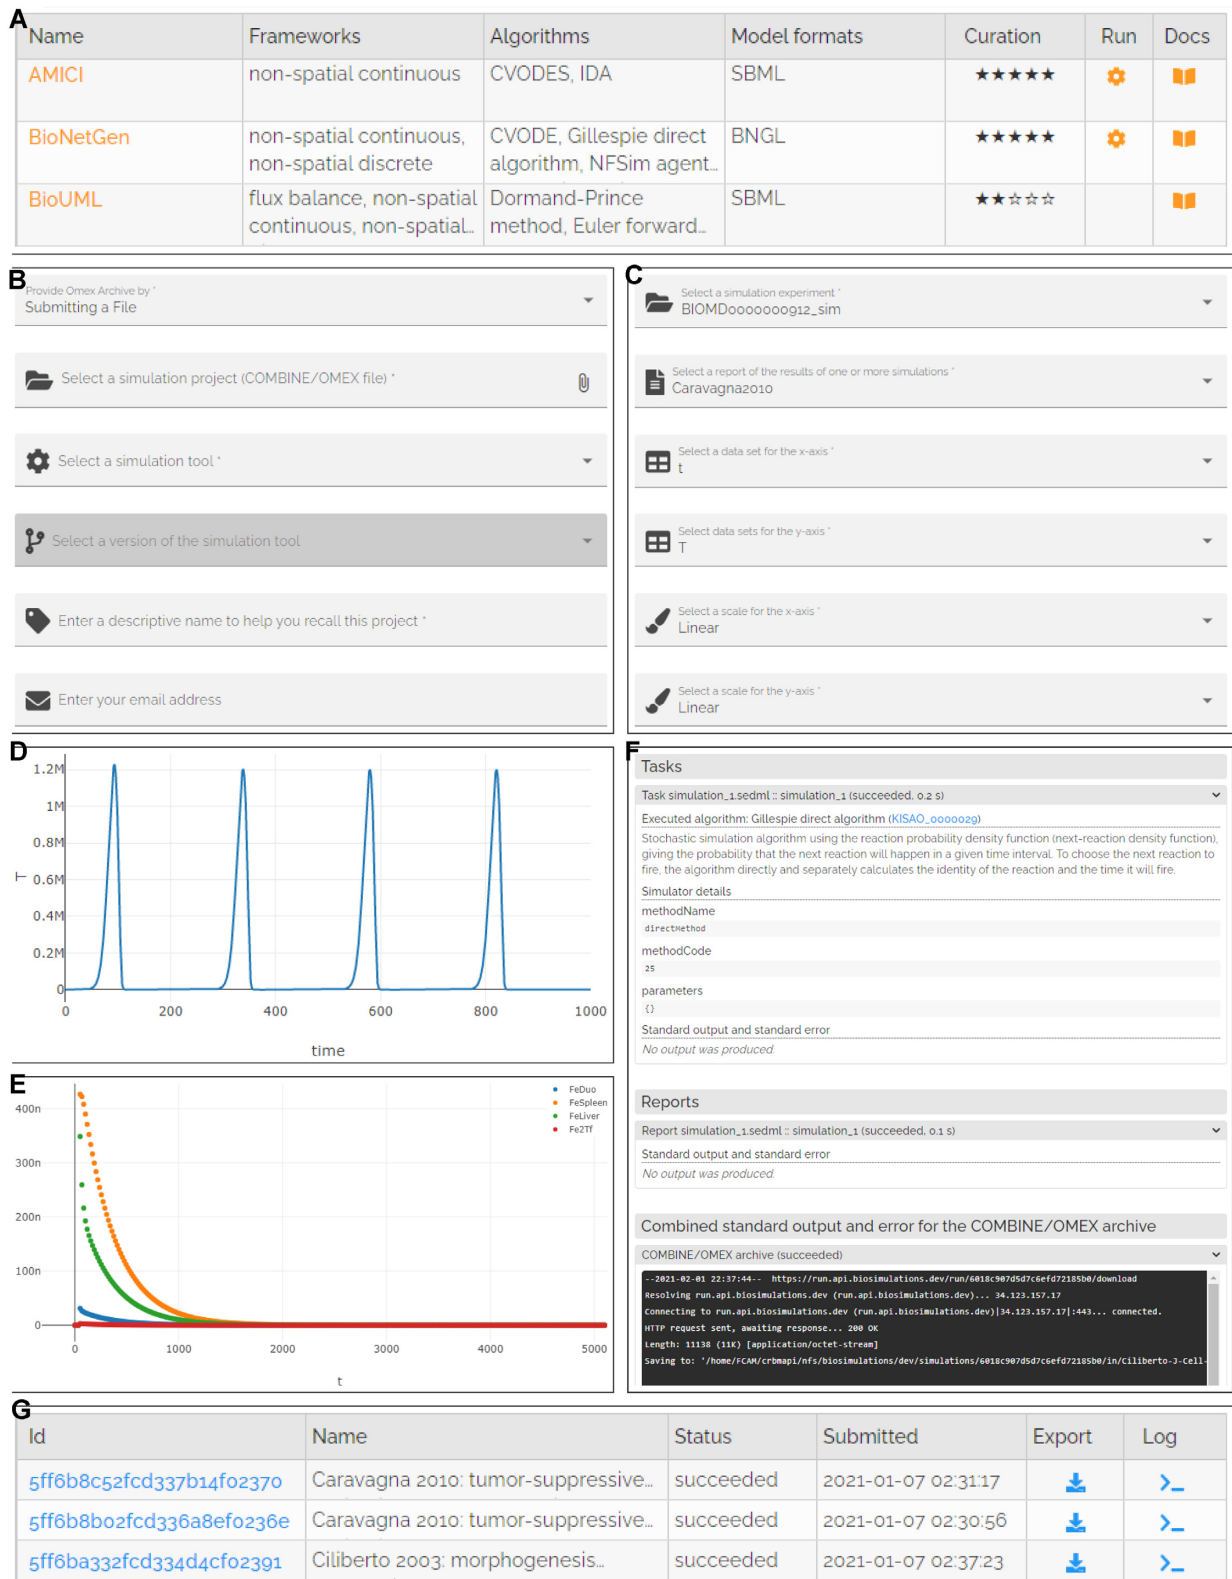 A
Name Frameworks Algorithms Model formats Curation Run Docs
AMICI non-spatial continuous CVODES, IDA SBML ★★★★★
BioNetGen non-spatial continuous, CVODE, Gillespie direct BNGL ★★★★★
non-spatial discrete algorithm, NFSim agent...
BioUML flux balance, non-spatial Dormand-Prince SBML ★★☆☆☆
continuous, non-spatial... method, Euler forward...
B
Provide Omex Archive by *
Submitting a File
Select a simulation project (COMBINE/OMEX file) *
Select a simulation tool *
Select a version of the simulation tool
Enter a descriptive name to help you recall this project *
Enter your email address
C
Select a simulation experiment *
BIOMD0000000912_sim
Select a report of the results of one or more simulations *
Caravagna2010
Select a data set for the x-axis *
t
Select data sets for the y-axis *
T
Select a scale for the x-axis *
Linear
Select a scale for the y-axis *
Linear
D
1.2M
1M
0.8M
0.6M
0.4M
0.2M
0
T
0 200 400 600 800 1000
time
E
400n
300n
200n
100n
0
FeDuo
FeSpleen
FeLiver
Fe2Tf
0 1000 2000 3000 4000 5000
t
F
Tasks
Task simulation_1.sedml :: simulation_1 (succeeded, 0.2 s)
Executed algorithm: Gillespie direct algorithm (KISAO_0000029)
Stochastic simulation algorithm using the reaction probability density function (next-reaction density function),
giving the probability that the next reaction will happen in a given time interval. To choose the next reaction to
fire, the algorithm directly and separately calculates the identity of the reaction and the time it will fire.
Simulator details
methodName
directMethod
methodCode
25
parameters
{}
Standard output and standard error
No output was produced.
Reports
Report simulation_1.sedml :: simulation_1 (succeeded, 0.1 s)
Standard output and standard error
No output was produced.
Combined standard output and error for the COMBINE/OMEX archive
COMBINE/OMEX archive (succeeded)
--2021-02-01 22:37:44-- https://run.api.biosimulations.dev/run/6018c907d5d7c6efd72185b0/download
Resolving run.api.biosimulations.dev (run.api.biosimulations.dev)... 34.123.157.17
Connecting to run.api.biosimulations.dev (run.api.biosimulations.dev)|34.123.157.17|:443... connected.
HTTP request sent, awaiting response... 200 OK
Length: 11138 (11K) [application/octet-stream]
Saving to: '/home/FCAM/crbmapi/nfs/biosimulations/dev/simulations/6018c907d5d7c6efd72185b0/in/Ciliberto-J-Cell-
G
Id Name Status Submitted Export Log
5ff6b8c52fcd337b14f02370 Caravagna 2010: tumor-suppressive... succeeded 2021-01-07 02:31:17
5ff6b8b02fcd336a8ef0236e Caravagna 2010: tumor-suppressive... succeeded 2021-01-07 02:30:56
5ff6ba332fcd334d4cf02391 Ciliberto 2003: morphogenesis... succeeded 2021-01-07 02:37:23